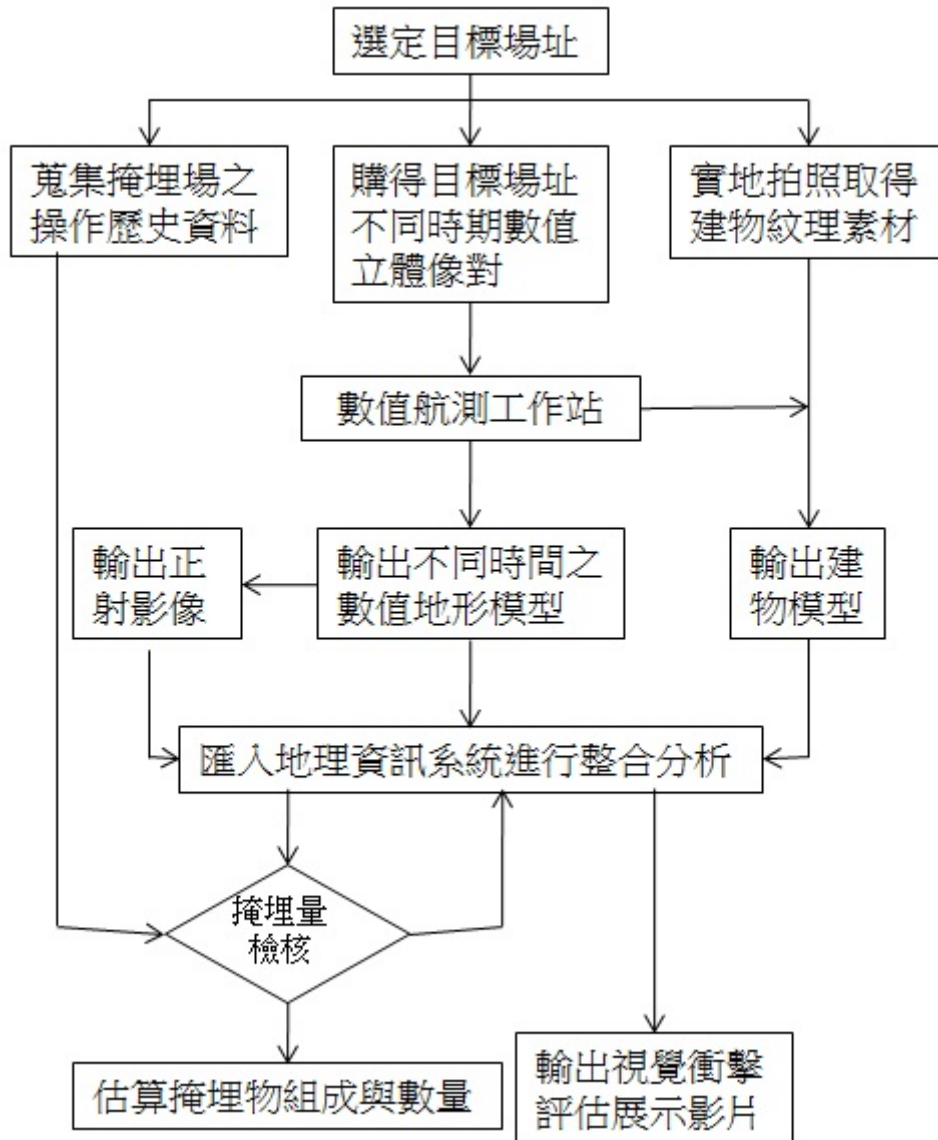 選定目標場址
蒐集掩埋場之
操作歷史資料
購得目標場址
不同時期數值
立體像對
實地拍照取得
建物紋理素材
數值航測工作站
輸出正
射影像
輸出不同時間之
數值地形模型
輸出建
物模型
匯入地理資訊系統進行整合分析
掩埋量
檢核
估算掩埋物組成與數量
輸出視覺衝擊
評估展示影片